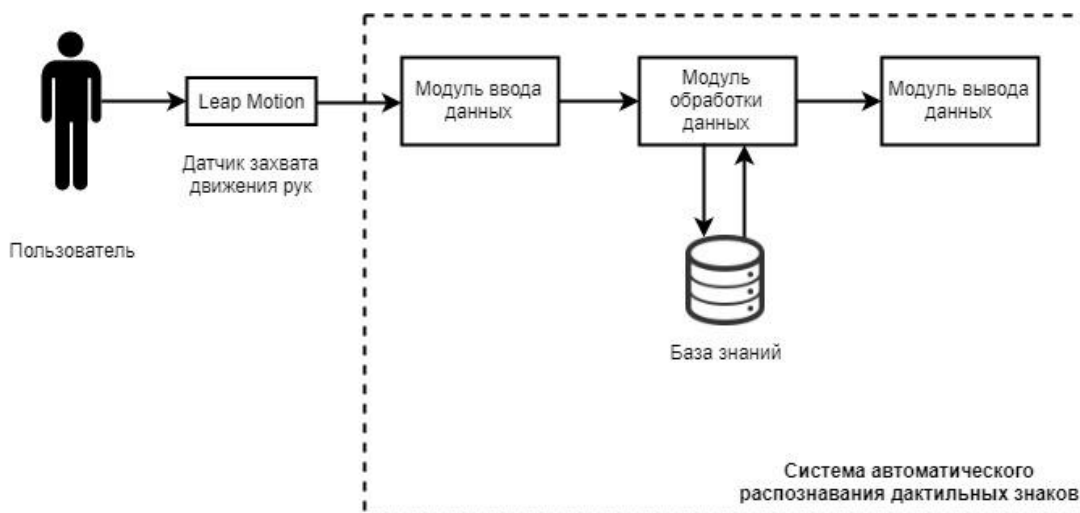 Leap Motion
Датчик захвата
движения рук
Пользователь
Модуль ввода
данных
Модуль
обработки
данных
Модуль вывода
данных
База знаний
Система автоматического
распознавания дактильных знаков